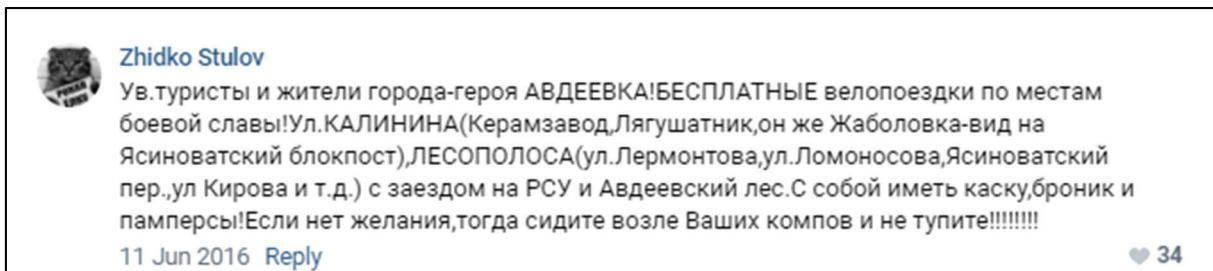 Zhidko Stulov
Ув.туристы и жители города-героя АВДЕЕВКА!БЕСПЛАТНЫЕ велопоездки по местам
боевой славы!Ул.КАЛИНИНА(Керамзавод,Лягушатник,он же Жаболовка-вид на
Ясиноватский блокпост),ЛЕСОПОЛОСА(ул.Лермонтова,ул.Ломоносова,Ясиноватский
пер.,ул Кирова и т.д.) с заездом на РСУ и Авдеевский лес.С собой иметь каску,броник и
памперсы!Если нет желания,тогда сидите возле Ваших компов и не тупите!!!!!!!!
11 Jun 2016 Reply 34